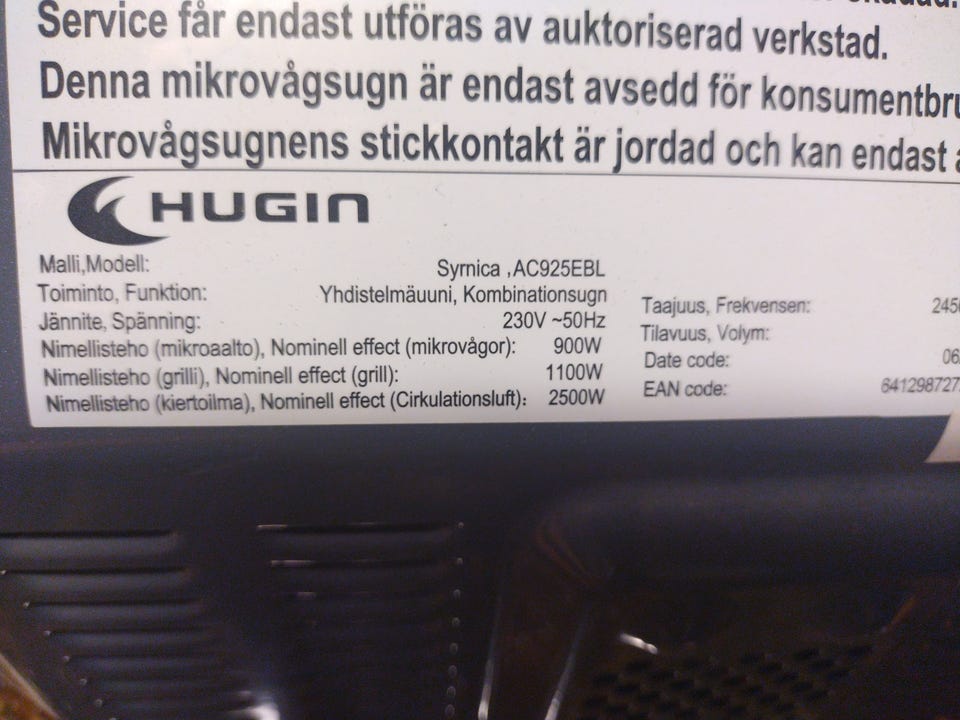 Service får endast utföras av auktoriserad verkstad.
Denna mikrovågsugn är endast avsedd för
Mikrovågsugnens stickkontakt är jordad och kan endast
HUGIN
Malli,Modell: Syrnica ,AC925EBL
Toiminto, Funktion: Yhdistelmäuuni, Kombinationsugn
Jännite, Spänning: 230V ~50Hz
Nimellisteho (mikroaalto), Nominell effect (mikrovågor): 900W
Nimellisteho (grilli), Nominell effect (grill): 1100W
Nimellisteho (kiertoilma), Nominell effect (Cirkulationsluft): 2500W
Taajuus, Frekvensen:
Tilavuus, Volym:
Date code:
EAN code: